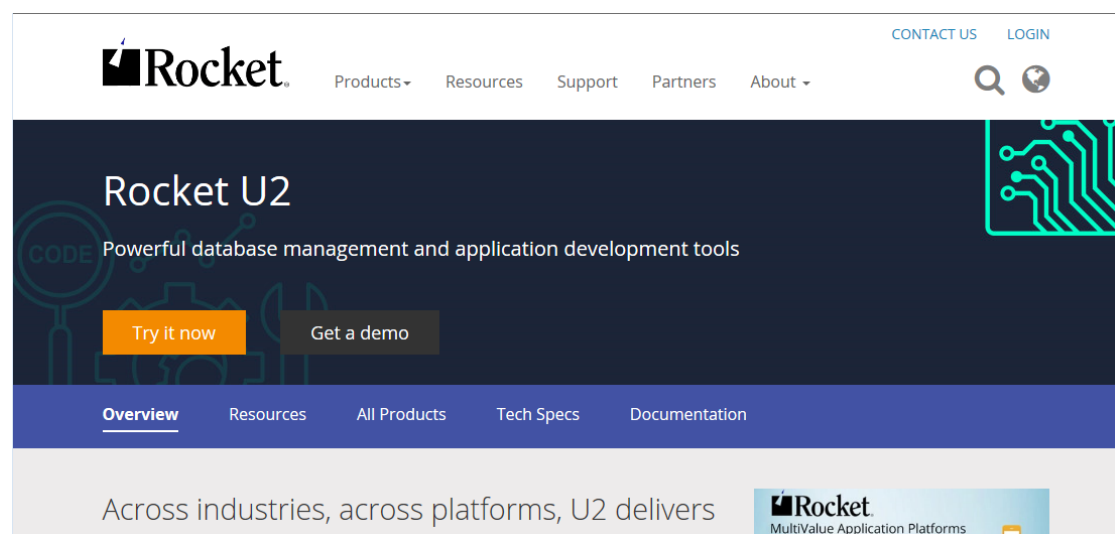 CONTACT US LOGIN
Rocket.
Products Resources Support Partners About
Rocket U2
CODE
Powerful database management and application development tools
Try it now Get a demo
Overview Resources All Products Tech Specs Documentation
Across industries, across platforms, U2 delivers
Rocket.
MultiValue Application Platforms